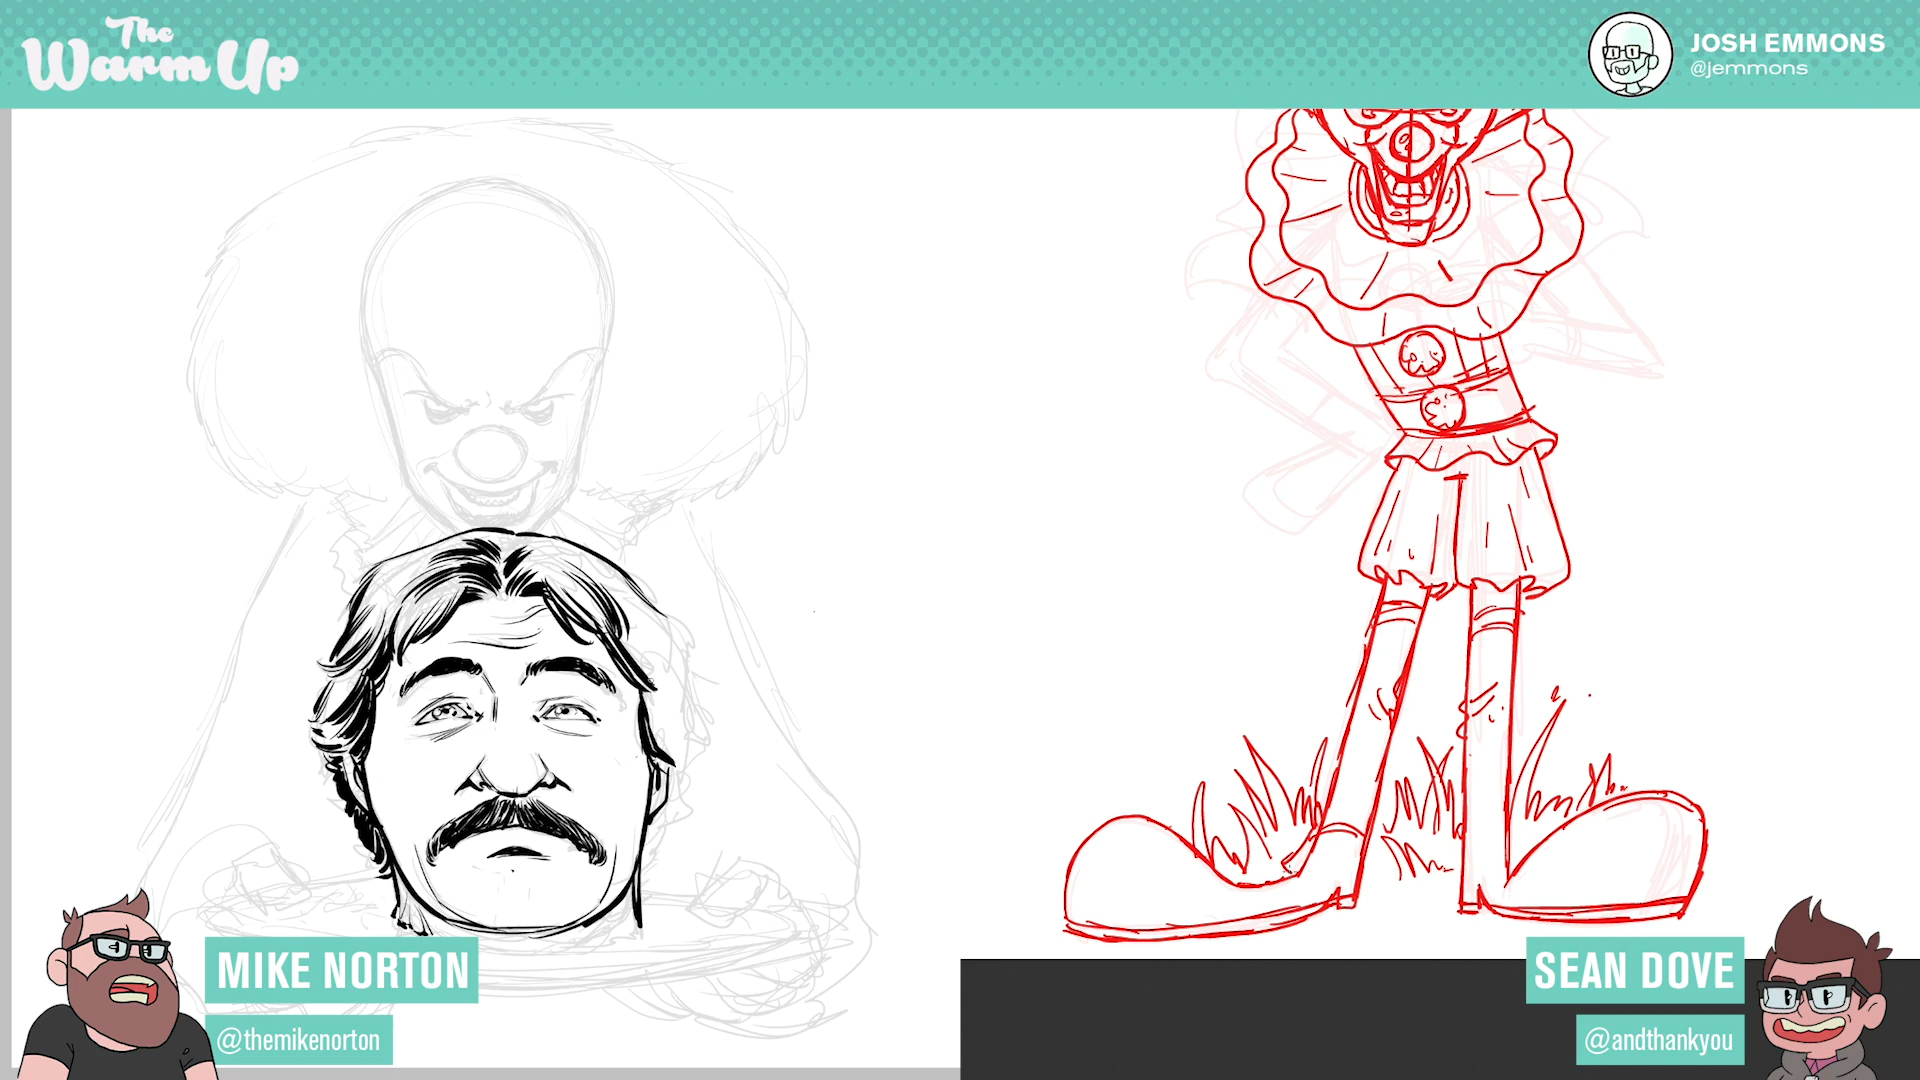 The
Warm Up
JOSH EMMONS
@jemmons
MIKE NORTON
@themikenorton
SEAN DOVE
@andthankyou